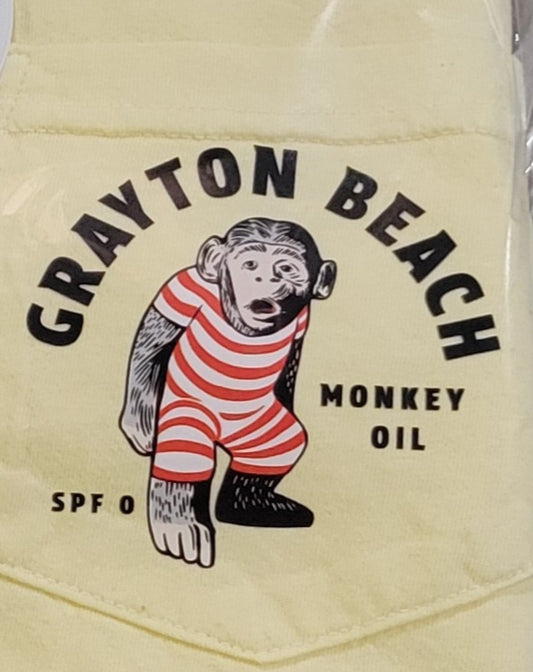 GRAYTON BEACH
MONKEY
OIL
SPF 0